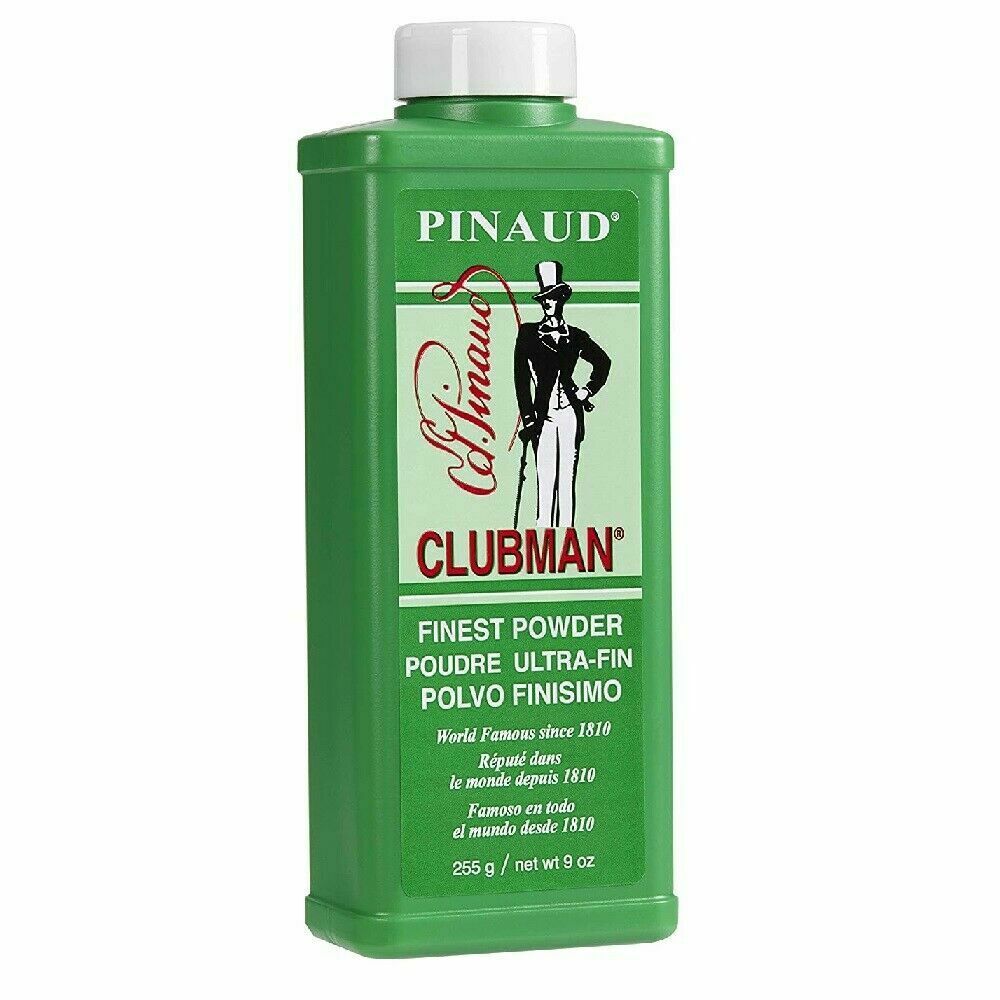 PINAUD®
Ed. Pinaud
CLUBMAN®
FINEST POWDER
POUDRE ULTRA-FIN
POLVO FINISIMO
World Famous since 1810
Réputé dans
le monde depuis 1810
Famoso en todo
el mundo desde 1810
255 g / net wt 9 oz